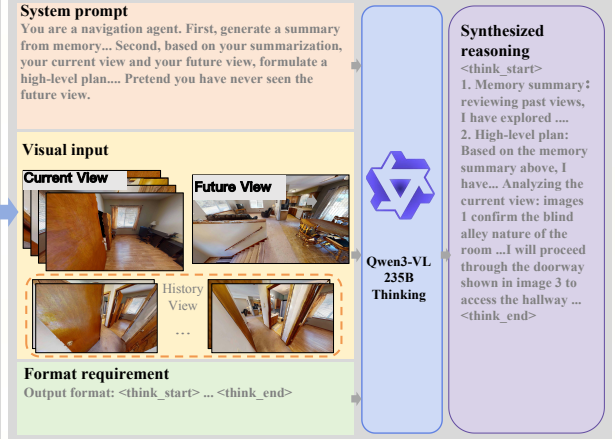 System prompt
You are a navigation agent. First, generate a summary
from memory... Second, based on your summarization,
your current view and your future view, formulate a
high-level plan.... Pretend you have never seen the
future view.
Visual input
Current View
Future View
History
View
...
Format requirement
Output format: <think_start> ... <think_end>
Qwen3-VL
235B
Thinking
Synthesized
reasoning
<think_start>
1. Memory summary:
reviewing past views,
I have explored ....
2. High-level plan:
Based on the memory
summary above, I
have... Analyzing the
current view: images
1 confirm the blind
alley nature of the
room ...I will proceed
through the doorway
shown in image 3 to
access the hallway ...
<think_end>